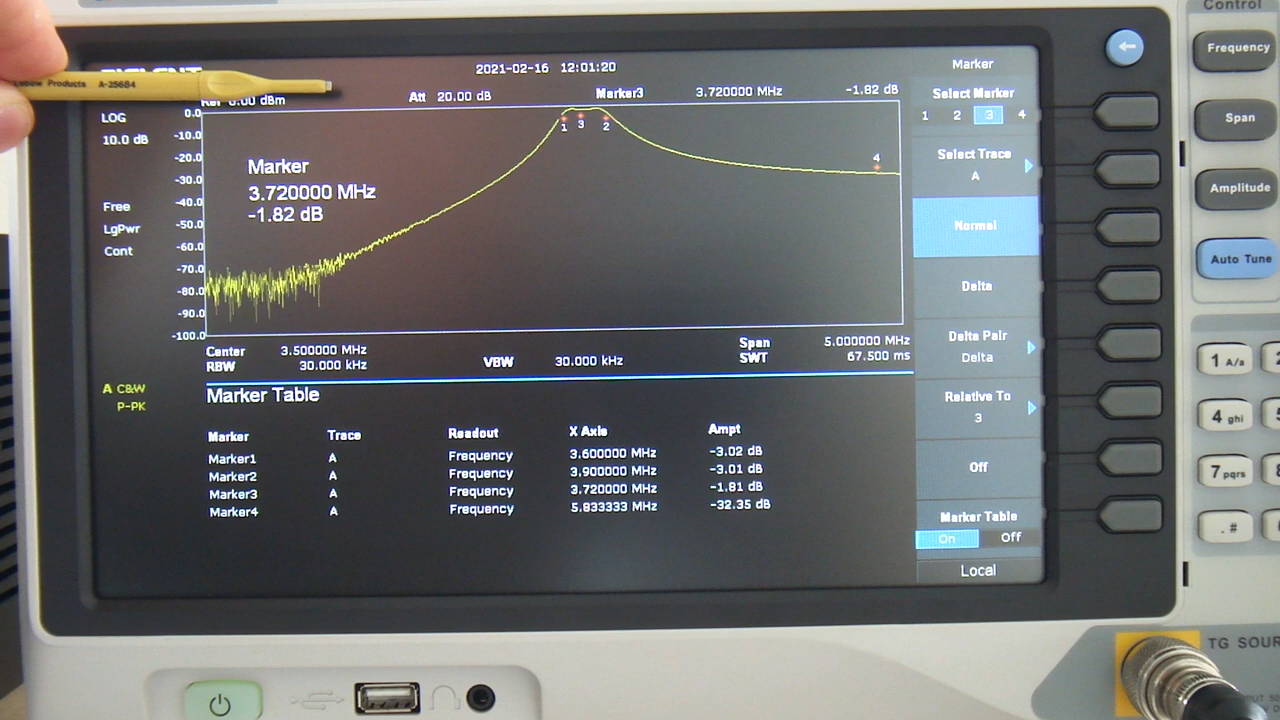 Control
SIGLENT
2021-02-16 12:01:20
Marker
Elbow Products A-25684
Ref 0.00 dBm
Att 20.00 dB
Marker3 3.720000 MHz -1.82 dB
Select Marker
1 2 3 4
LOG
10.0 dB
Free
LgPwr
Cont
0.0
-10.0
-20.0
-30.0
-40.0
-50.0
-60.0
-70.0
-80.0
-90.0
-100.0
Marker
3.720000 MHz
-1.82 dB
1 3 2
4
Center 3.500000 MHz
RBW 30.000 kHz
VBW 30.000 kHz
Span 5.000000 MHz
SWT 67.500 ms
A C&W
P-PK
Marker Table
Marker Trace Readout X Axis Ampt
Marker1 A Frequency 3.600000 MHz -3.02 dB
Marker2 A Frequency 3.900000 MHz -3.01 dB
Marker3 A Frequency 3.720000 MHz -1.81 dB
Marker4 A Frequency 5.833333 MHz -32.35 dB
Select Trace
A
Normal
Delta
Delta Pair
Delta
Relative To
3
Off
Marker Table
On Off
Local
Frequency
Span
Amplitude
Auto Tune
1 A/a
4 ghi
7 pqrs
. #
TG SOUR